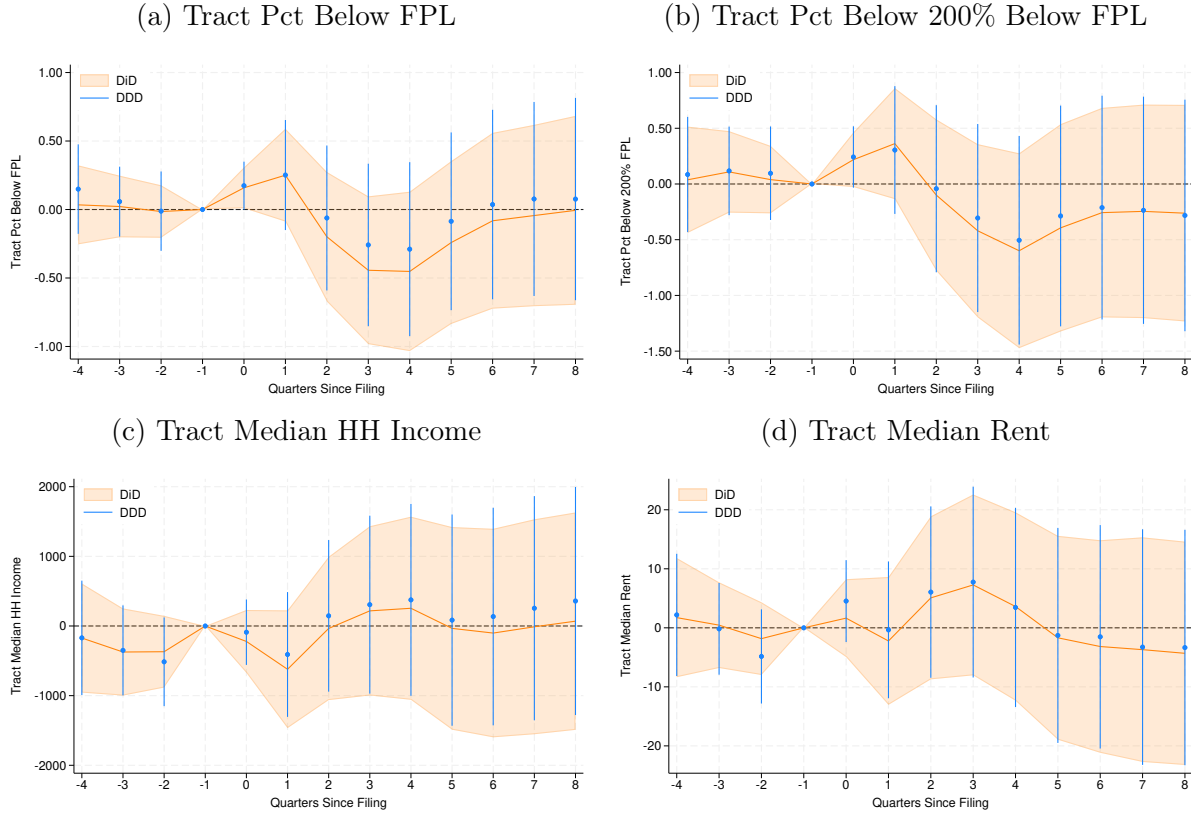 (a) Tract Pct Below FPL
1.00
0.50
0.00
-0.50
-1.00
Tract Pct Below FPL
DiD
DDD
-4 -3 -2 -1 0 1 2 3 4 5 6 7 8
Quarters Since Filing
(b) Tract Pct Below 200% Below FPL
1.00
0.50
0.00
-0.50
-1.00
-1.50
Tract Pct Below 200% FPL
DiD
DDD
-4 -3 -2 -1 0 1 2 3 4 5 6 7 8
Quarters Since Filing
(c) Tract Median HH Income
2000
1000
0
-1000
-2000
Tract Median HH Income
DiD
DDD
-4 -3 -2 -1 0 1 2 3 4 5 6 7 8
Quarters Since Filing
(d) Tract Median Rent
20
10
0
-10
-20
Tract Median Rent
DiD
DDD
-4 -3 -2 -1 0 1 2 3 4 5 6 7 8
Quarters Since Filing